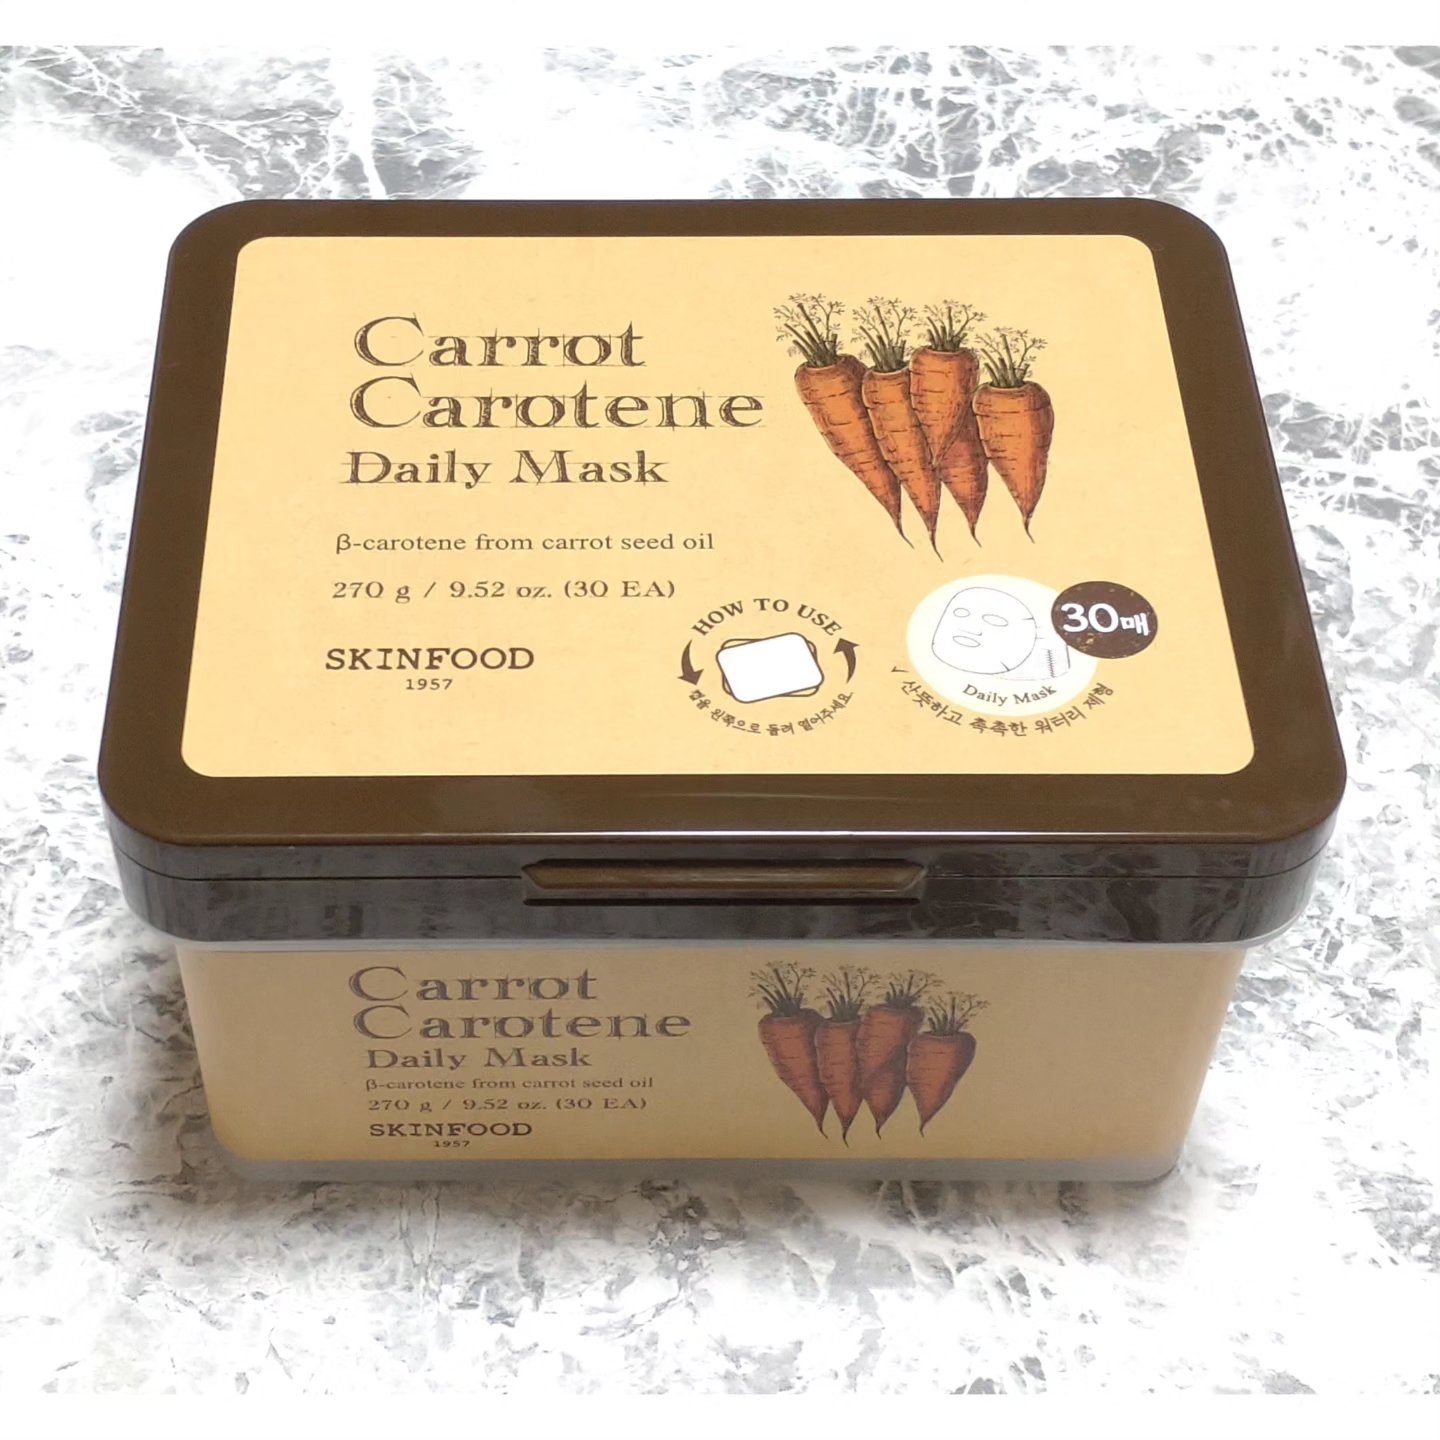 Carrot
Carotene
Daily Mask
β-carotene from carrot seed oil
270 g / 9.52 oz. (30 EA)
SKINFOOD
1957
HOW TO USE
캡을 왼쪽으로 돌려 열어주세요
30매
Daily Mask
산뜻하고 촉촉한 워터리 제형
Carrot
Carotene
Daily Mask
β-carotene from carrot seed oil
270 g / 9.52 oz. (30 EA)
SKINFOOD
1957